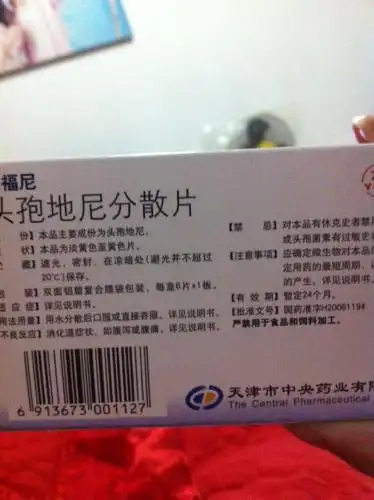 福尼
头孢地尼分散片
份】本品主要成份为头孢地尼。
状】本品为淡黄色至黄色片。
藏】遮光,密封,在凉暗处(避光并不超过
20℃)保存。
装】双面铝塑复合膜袋包装,每盒6片×1板。
适 应 症】详见说明书。
用法用量】用水分散后口服或直接吞服,详见说明书。
不良反应】消化道症状,如腹泻或腹痛,详见说明书。
【禁 忌】对本品有休克史者禁用
或头孢菌素有过敏史者
【注意事项】应确定微生物对本
定用药的最短周期、
的产生。详见说明书。
【有 效 期】暂定24个月。
【批准文号】国药准字H20061194
严禁用于食品和饲料加工。
6 913673 001127
天津市中央药业有限
The Central Pharmaceutical